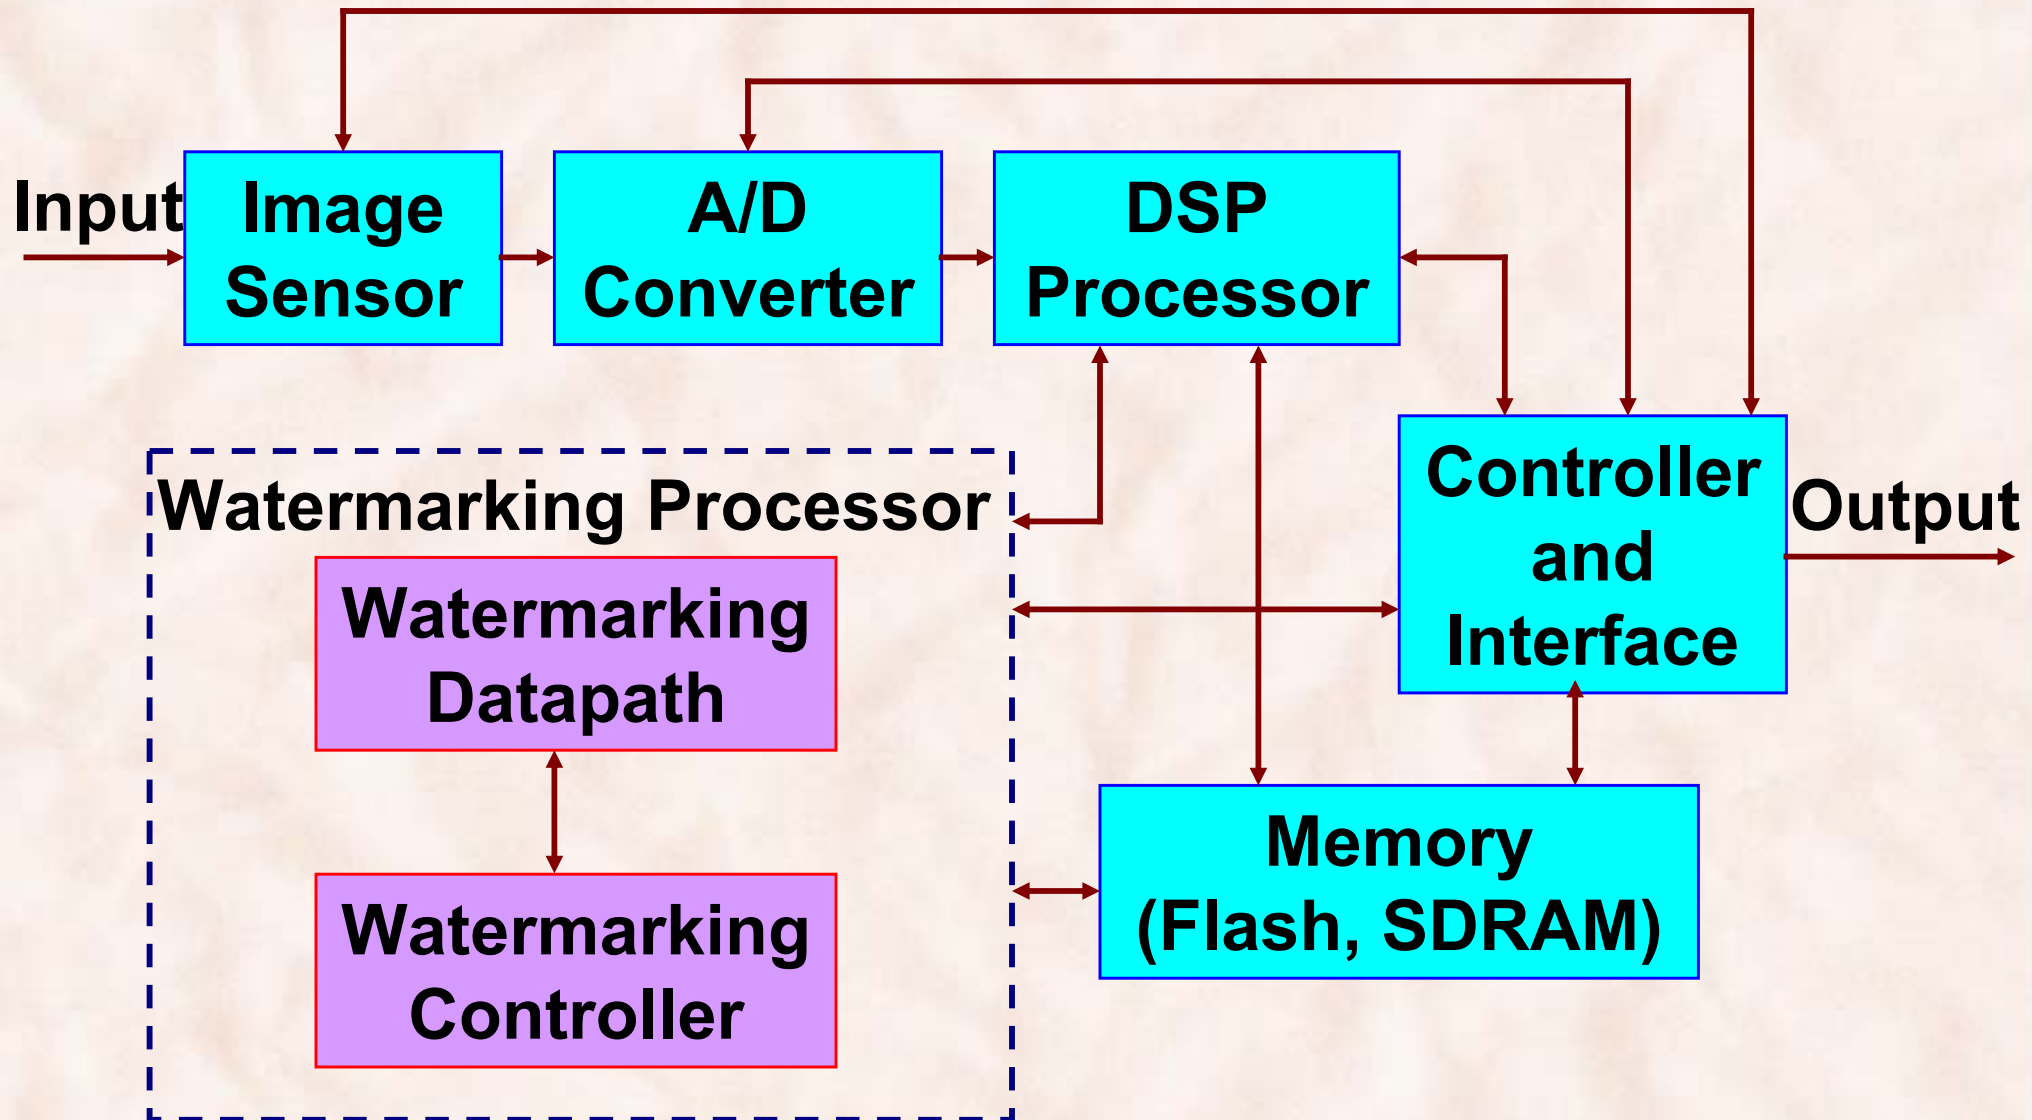 Input
Image
Sensor
A/D
Converter
DSP
Processor
Controller
and
Interface
Output
Watermarking Processor
Watermarking
Datapath
Watermarking
Controller
Memory
(Flash, SDRAM)